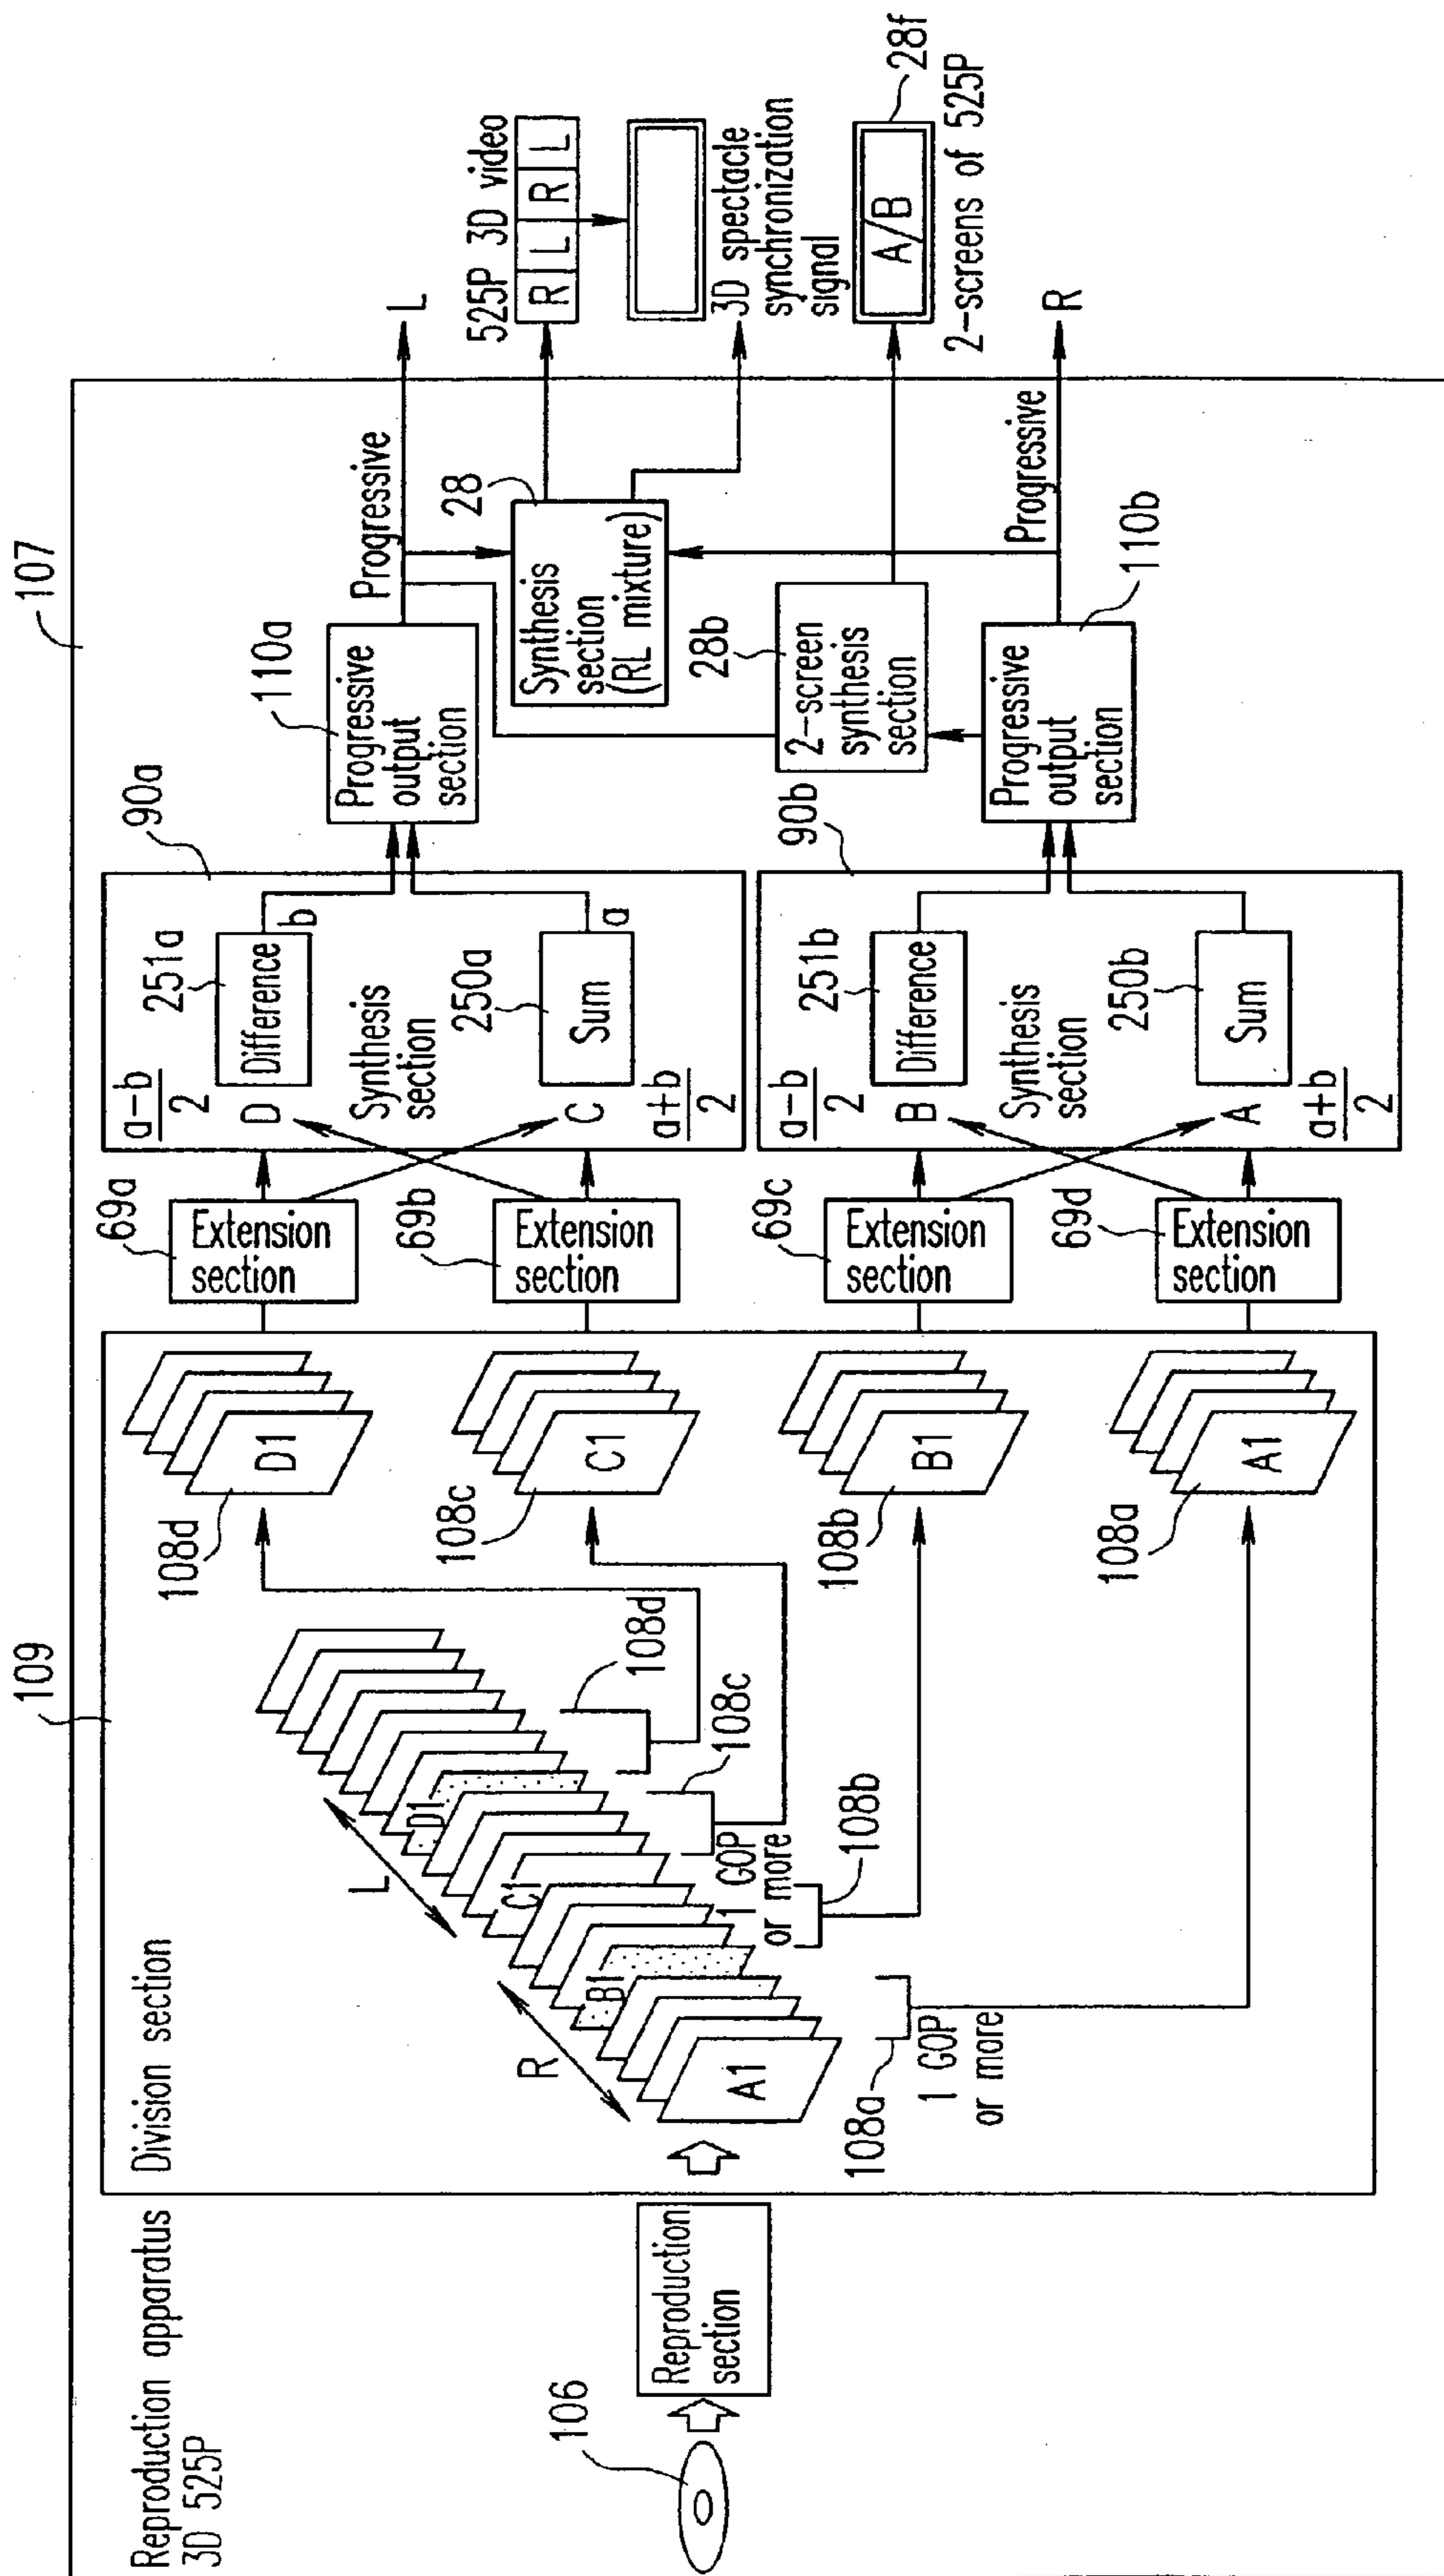 Reproduction apparatus
3D 525P
107
109
Division section
106
Reproduction
section
A1
B1
C1
D1
R
L
108a
1 GOP
or more
108b
1 GOP
or more
108c
108d
108d
D1
108c
C1
108b
B1
108a
A1
69a
Extension
section
69b
Extension
section
69c
Extension
section
69d
Extension
section
90a
a-b
2
D
251a
Difference
b
Synthesis
section
250a
Sum
a
C
a+b
2
90b
a-b
2
B
251b
Difference
Synthesis
section
250b
Sum
A
a+b
2
110a
Progressive
output
section
Progressive
L
28
Synthesis
section
(RL mixture)
28b
2-screen
synthesis
section
110b
Progressive
output
section
Progressive
R
525P 3D video
R L R L
3D spectacle
synchronization
signal
A/B
28f
2-screens of 525P